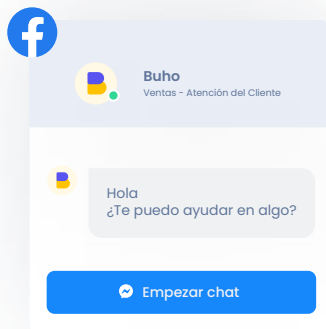 Buho
Ventas - Atención del Cliente
Hola
¿Te puedo ayudar en algo?
Empezar chat